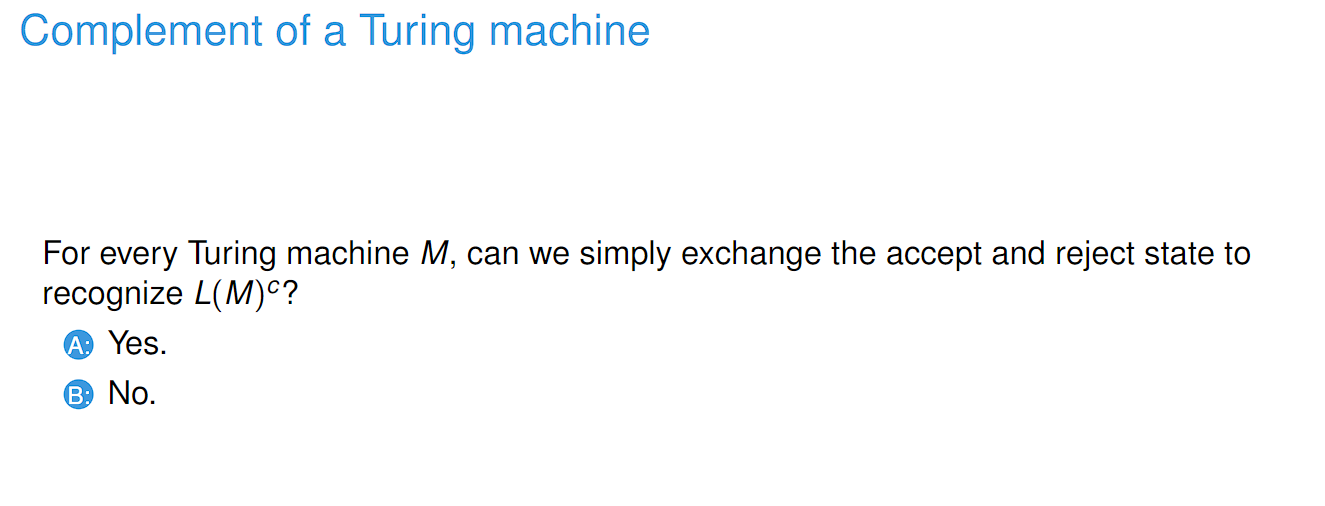 Complement of a Turing machine
For every Turing machine M, can we simply exchange the accept and reject state to
recognize L(M)ᶜ?
A: Yes.
B: No.